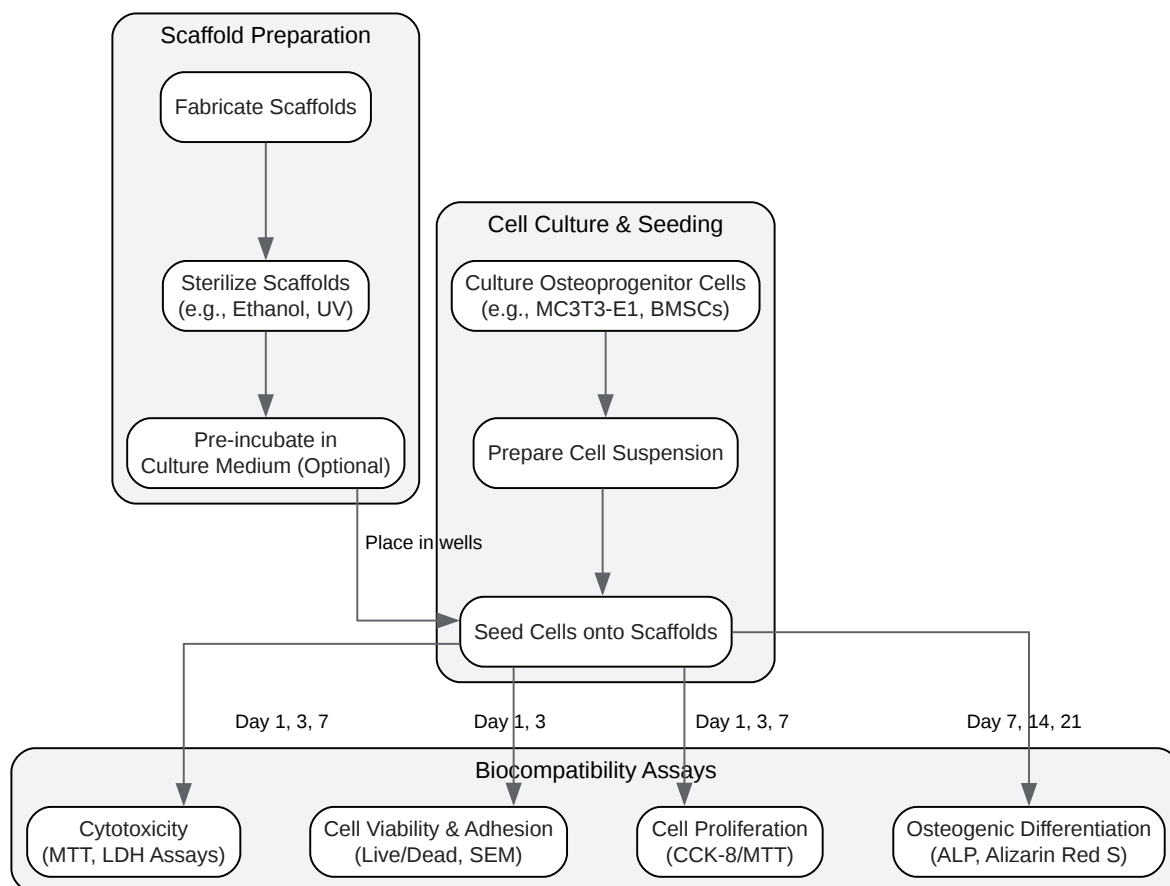 Scaffold Preparation
Fabricate Scaffolds
Sterilize Scaffolds
(e.g., Ethanol, UV)
Pre-incubate in
Culture Medium (Optional)
Cell Culture & Seeding
Culture Osteoprogenitor Cells
(e.g., MC3T3-E1, BMSCs)
Prepare Cell Suspension
Place in wells
Seed Cells onto Scaffolds
Day 1, 3, 7
Day 1, 3
Day 1, 3, 7
Day 7, 14, 21
Biocompatibility Assays
Cytotoxicity
(MTT, LDH Assays)
Cell Viability & Adhesion
(Live/Dead, SEM)
Cell Proliferation
(CCK-8/MTT)
Osteogenic Differentiation
(ALP, Alizarin Red S)